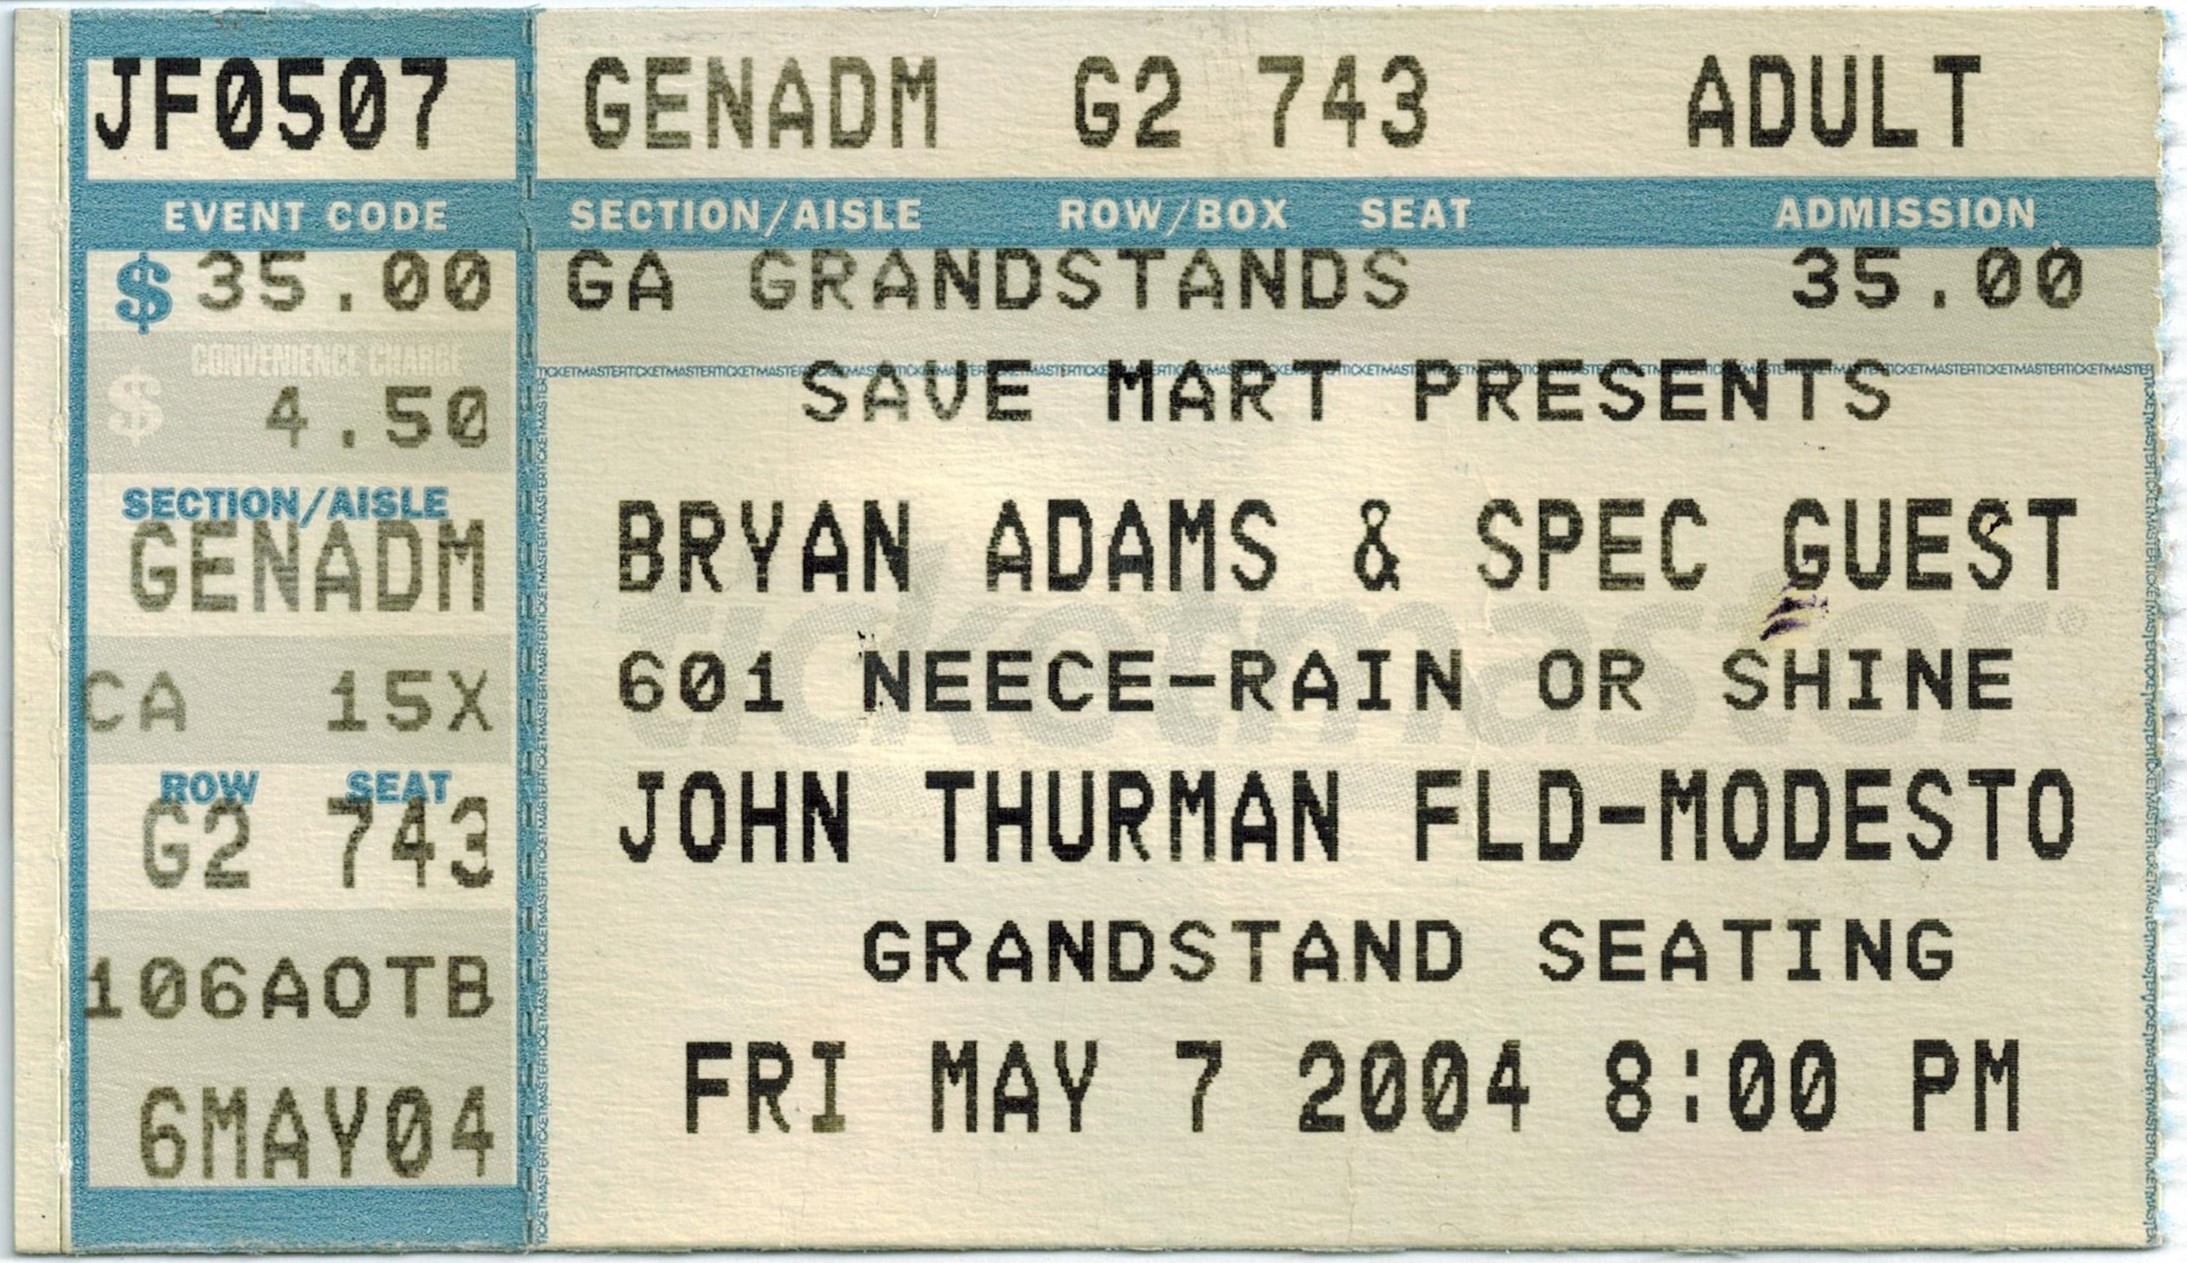 JF0507
EVENT CODE
$ 35.00
CONVENIENCE CHARGE
$ 4.50
SECTION/AISLE
GENADM
CA 15X
ROW SEAT
G2 743
106AOTB
6MAY04
GENADM G2 743 ADULT
SECTION/AISLE ROW/BOX SEAT ADMISSION
GA GRANDSTANDS 35.00
TICKETMASTERTICKETMASTERTICKETMASTER
SAVE MART PRESENTS
BRYAN ADAMS & SPEC GUEST
ticketmaster®
601 NEECE-RAIN OR SHINE
JOHN THURMAN FLD-MODESTO
GRANDSTAND SEATING
FRI MAY 7 2004 8:00 PM